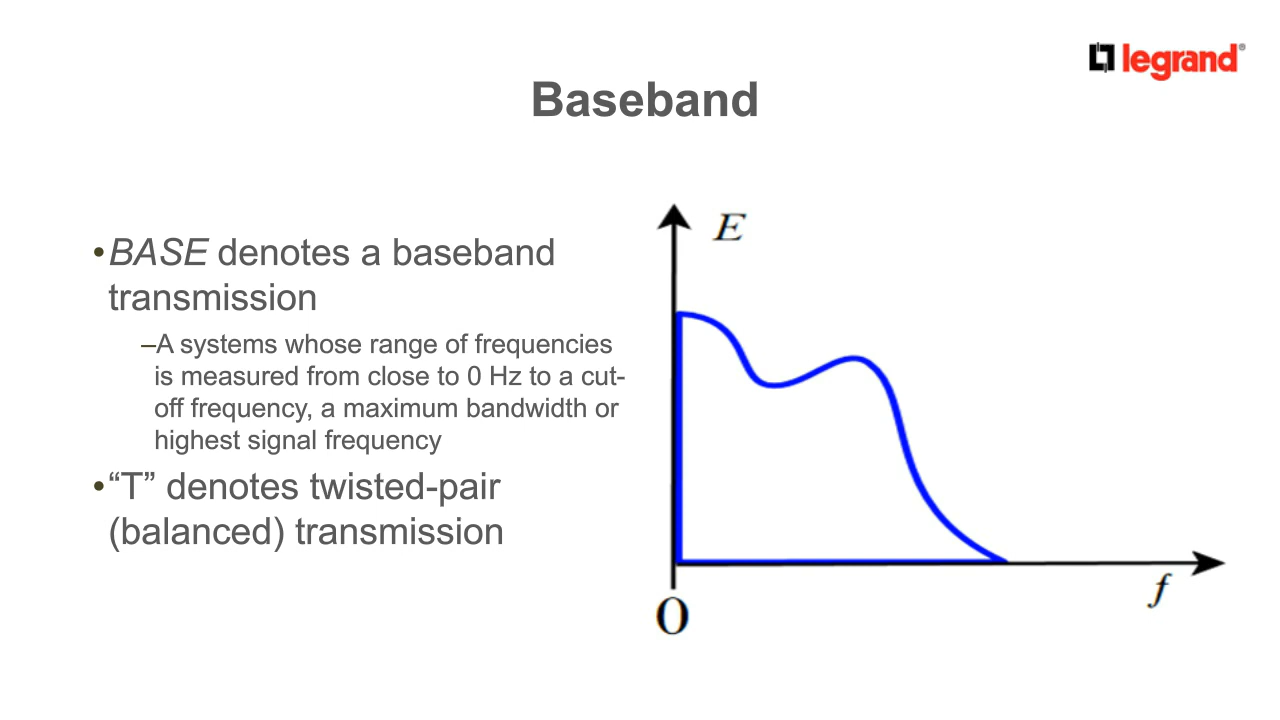 legrand®
Baseband
•BASE denotes a baseband
transmission
–A systems whose range of frequencies
is measured from close to 0 Hz to a cut-
off frequency, a maximum bandwidth or
highest signal frequency
•“T” denotes twisted-pair
(balanced) transmission
E
f
0